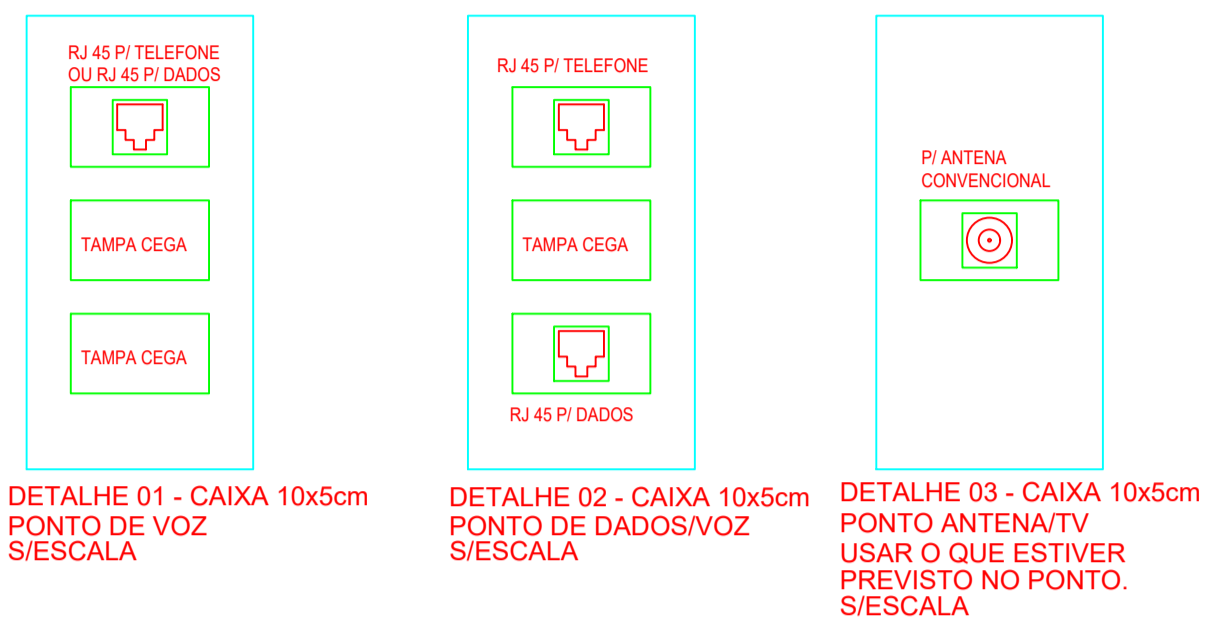 RJ 45 P/ TELEFONE
OU RJ 45 P/ DADOS
TAMPA CEGA
TAMPA CEGA
DETALHE 01 - CAIXA 10x5cm
PONTO DE VOZ
S/ESCALA
RJ 45 P/ TELEFONE
TAMPA CEGA
RJ 45 P/ DADOS
DETALHE 02 - CAIXA 10x5cm
PONTO DE DADOS/VOZ
S/ESCALA
P/ ANTENA
CONVENCIONAL
DETALHE 03 - CAIXA 10x5cm
PONTO ANTENA/TV
USAR O QUE ESTIVER
PREVISTO NO PONTO.
S/ESCALA